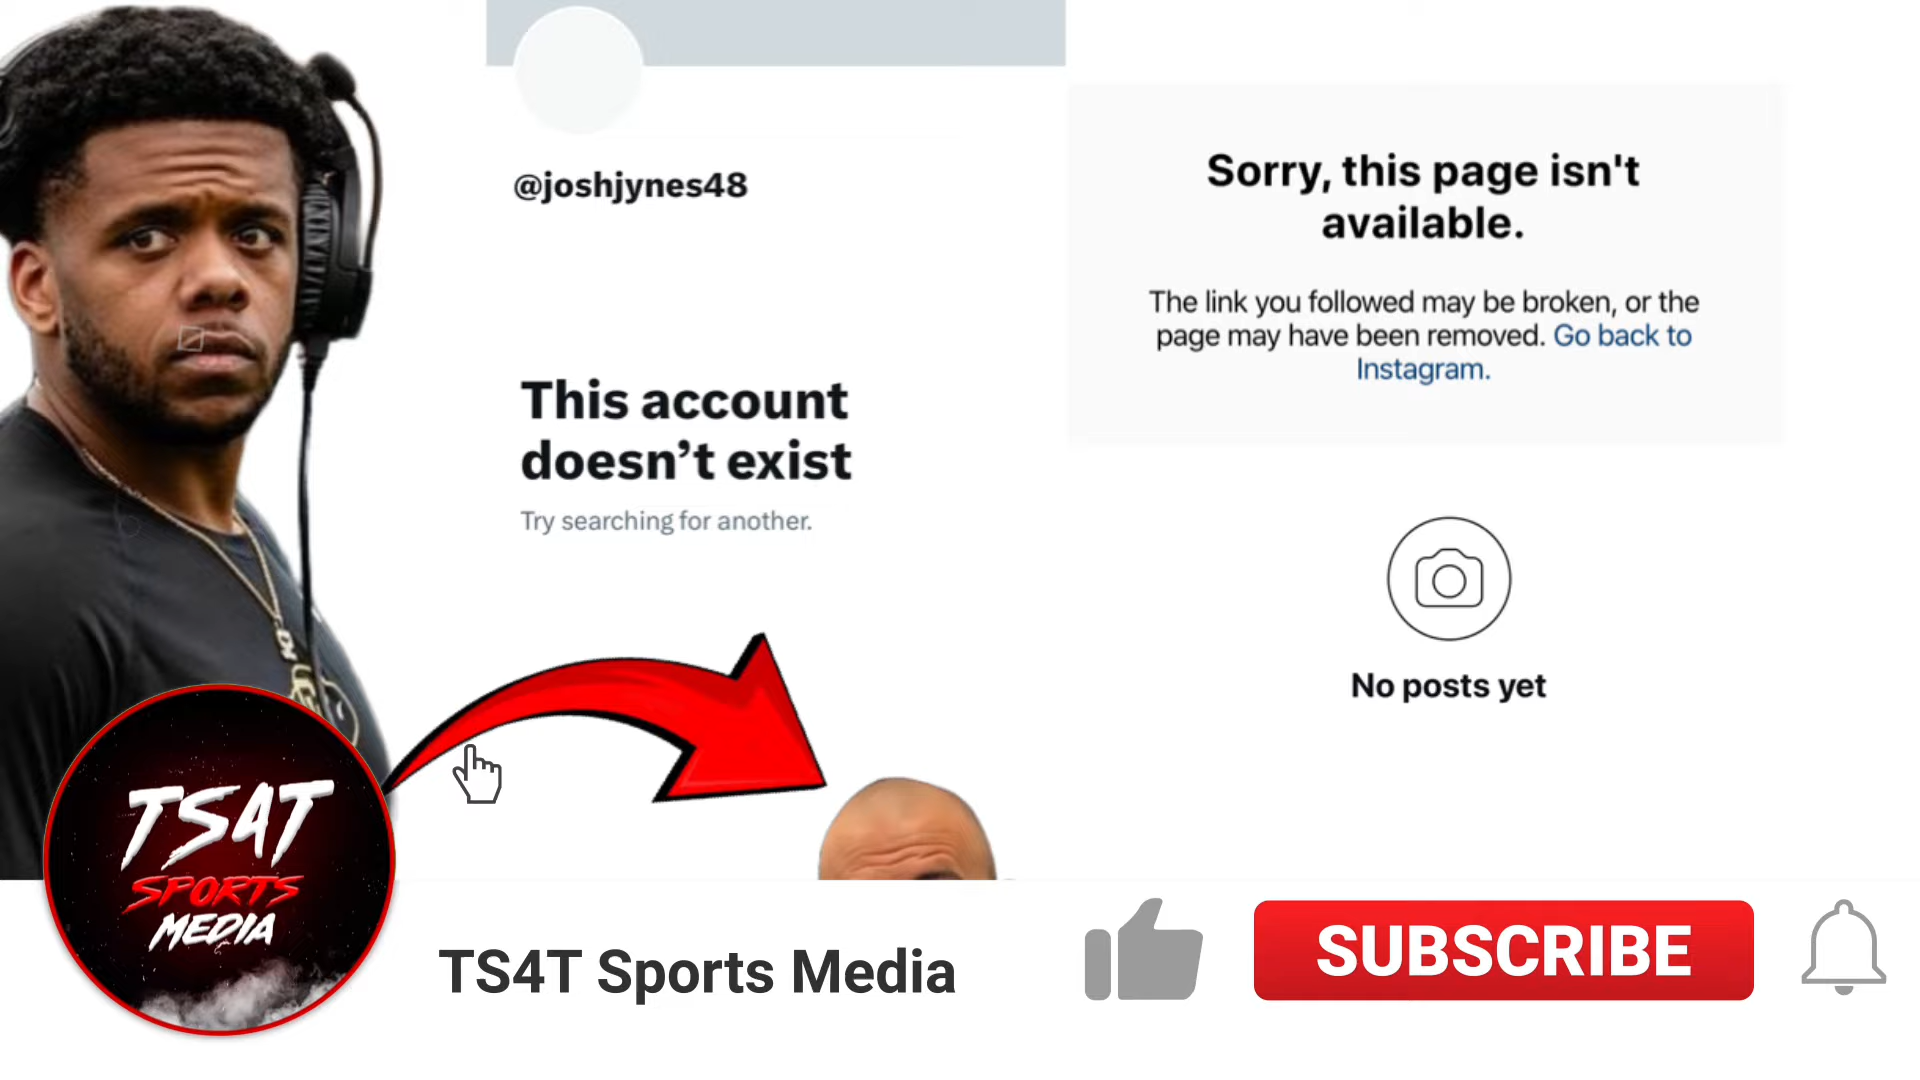 @joshjynes48
This account
doesn’t exist
Try searching for another.
Sorry, this page isn't
available.
The link you followed may be broken, or the
page may have been removed. Go back to
Instagram.
No posts yet
TS4T
SPORTS
MEDIA
TS4T Sports Media
SUBSCRIBE